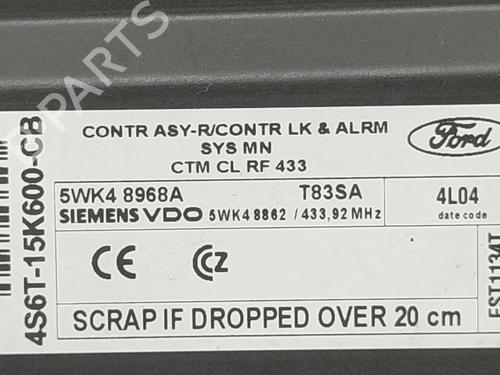 CONTR ASY-R/CONTR LK & ALRM
SYS MN
CTM CL RF 433
Ford
5WK4 8968A T83SA
SIEMENS VDO 5WK4 8862 / 433,92 MHz
4L04
date code
CE CZ
SCRAP IF DROPPED OVER 20 cm
4S6T-15K600-CB
FST1134T
PARTS